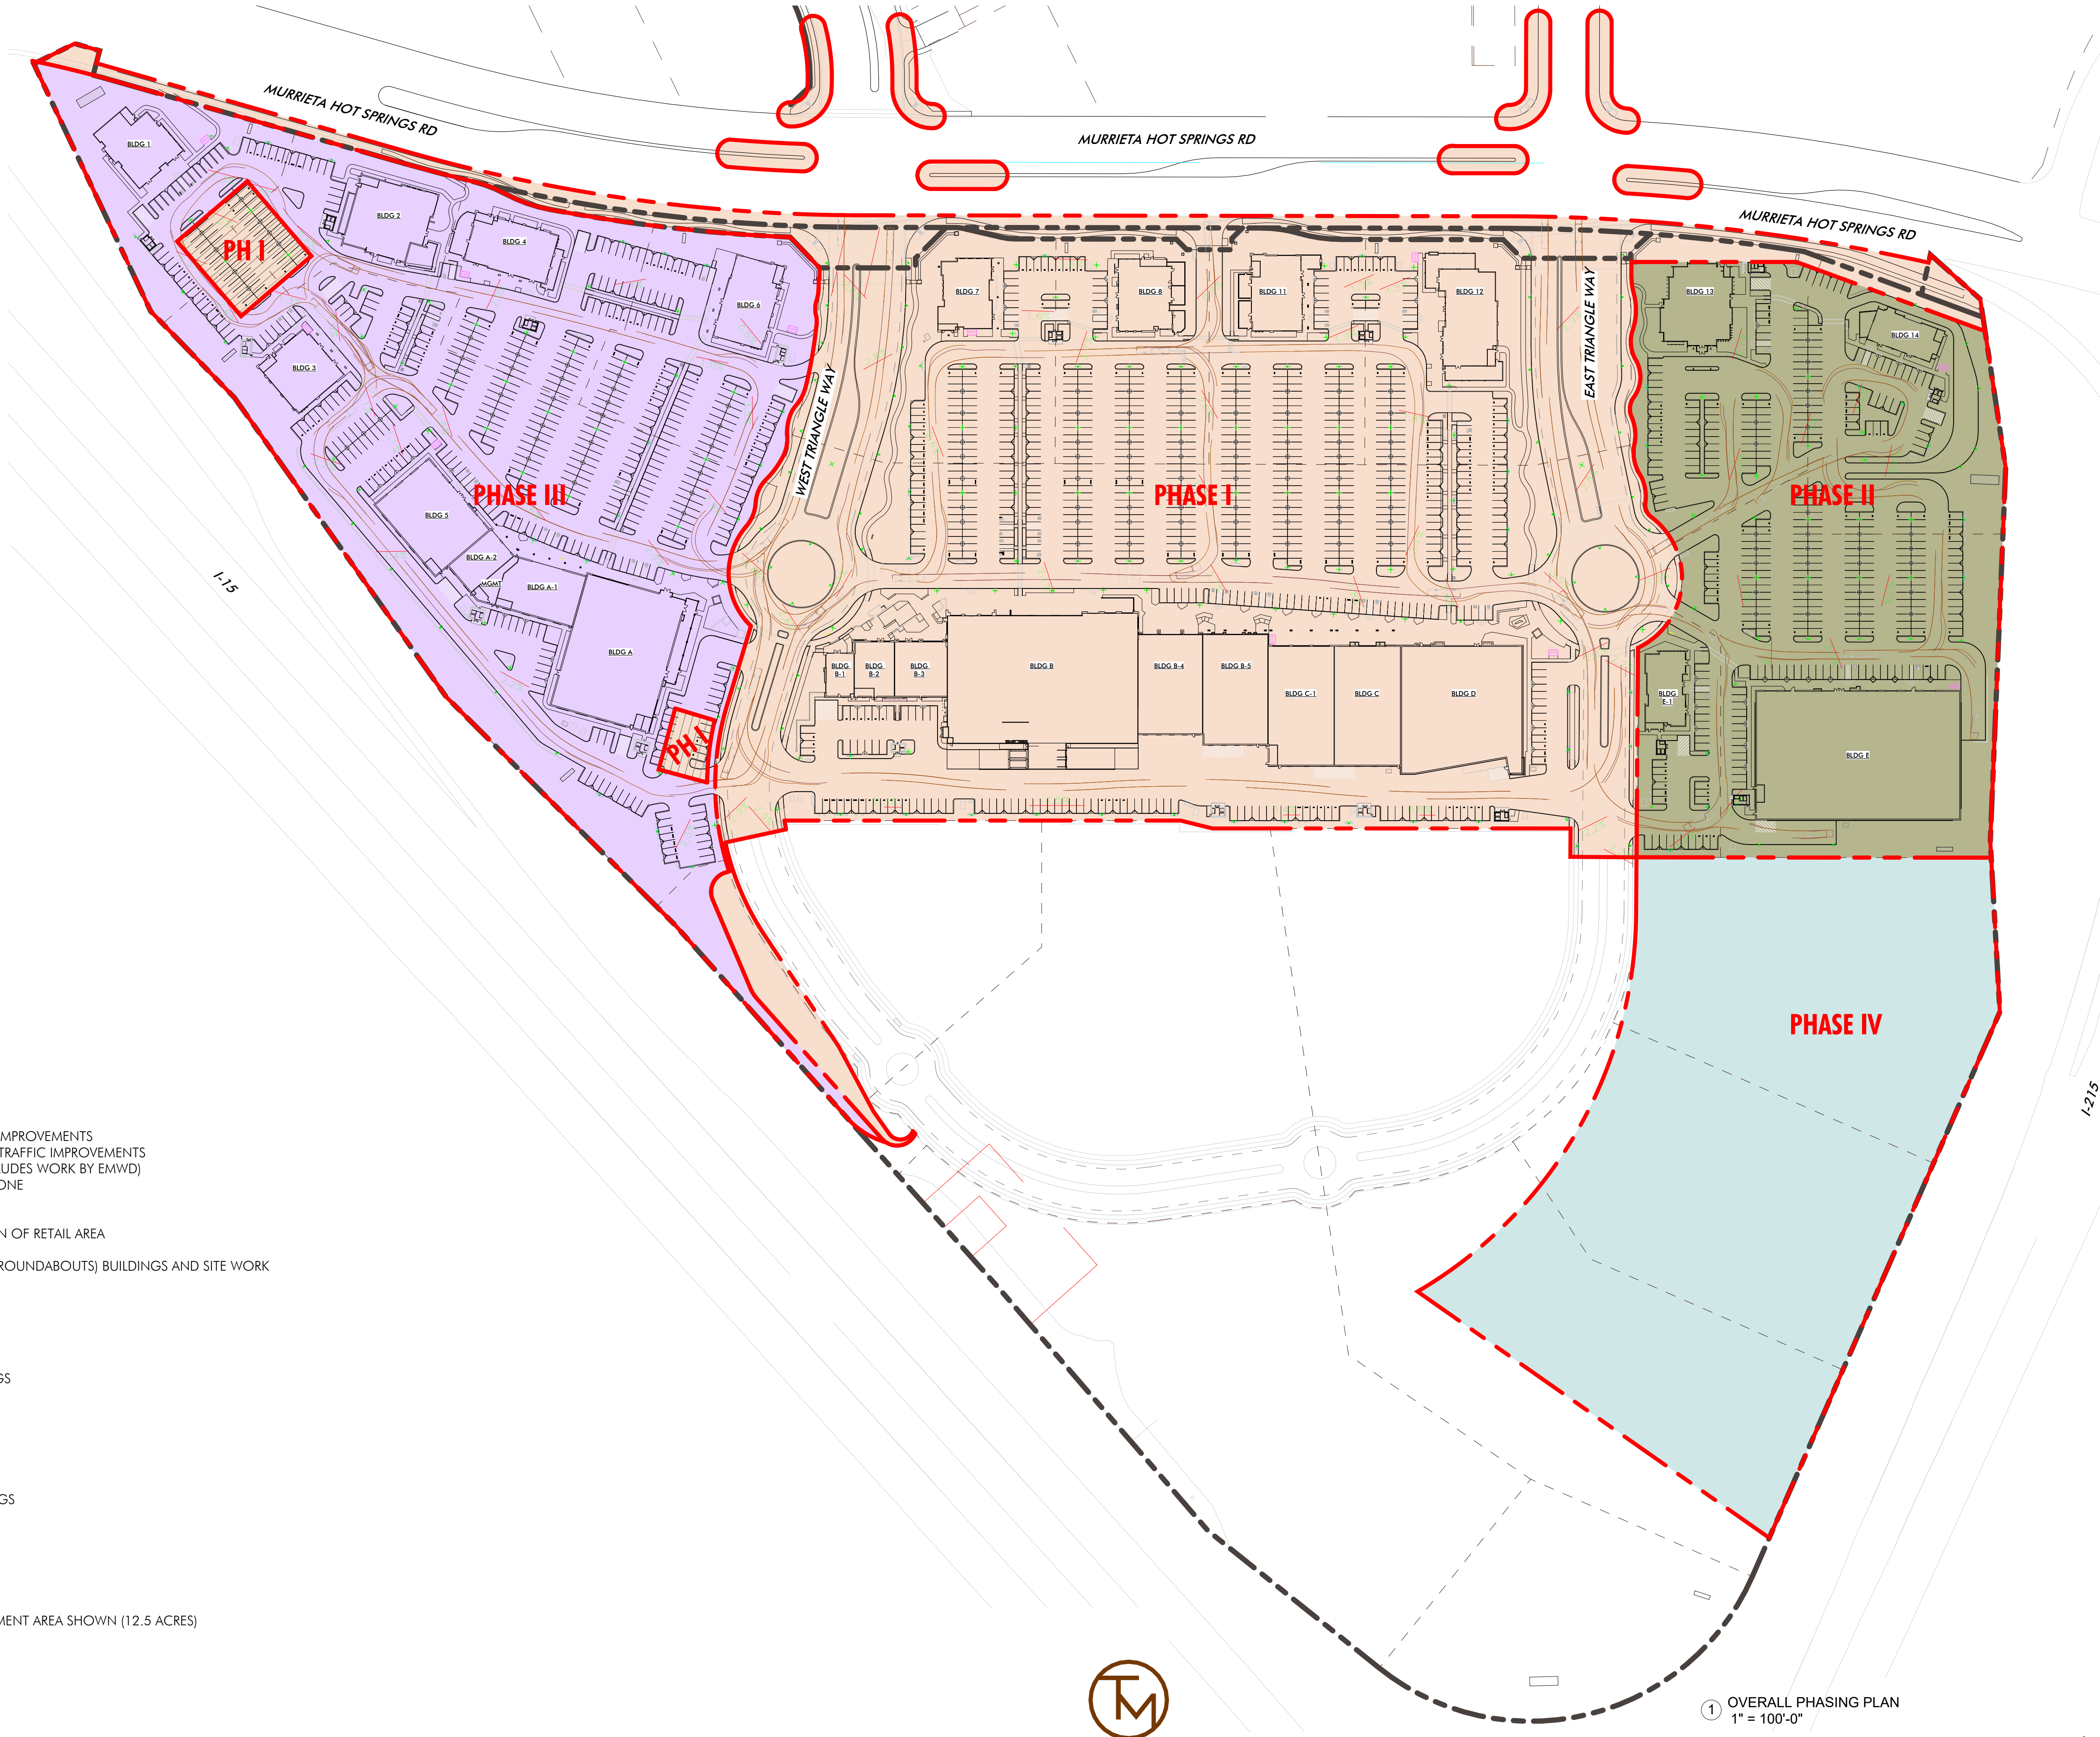 MURRIETA HOT SPRINGS RD
MURRIETA HOT SPRINGS RD
MURRIETA HOT SPRINGS RD
BLDG 1
BLDG 2
BLDG 4
PH I
BLDG 6
BLDG 3
BLDG 7
BLDG 8
BLDG 11
BLDG 12
BLDG 13
BLDG 14
WEST TRIANGLE WAY
EAST TRIANGLE WAY
PHASE III
PHASE I
PHASE II
BLDG 5
BLDG A-2
MGMT
BLDG A-1
BLDG A
PH I
I-15
BLDG
B-1
BLDG
B-2
BLDG
B-3
BLDG B
BLDG B-4
BLDG B-5
BLDG C-1
BLDG C
BLDG D
BLDG
E-1
BLDG E
PHASE IV
I-215
MPROVEMENTS
TRAFFIC IMPROVEMENTS
LUDES WORK BY EMWD)
ONE
N OF RETAIL AREA
ROUNDABOUTS) BUILDINGS AND SITE WORK
GS
GS
MENT AREA SHOWN (12.5 ACRES)
TM
1 OVERALL PHASING PLAN
1" = 100'-0"